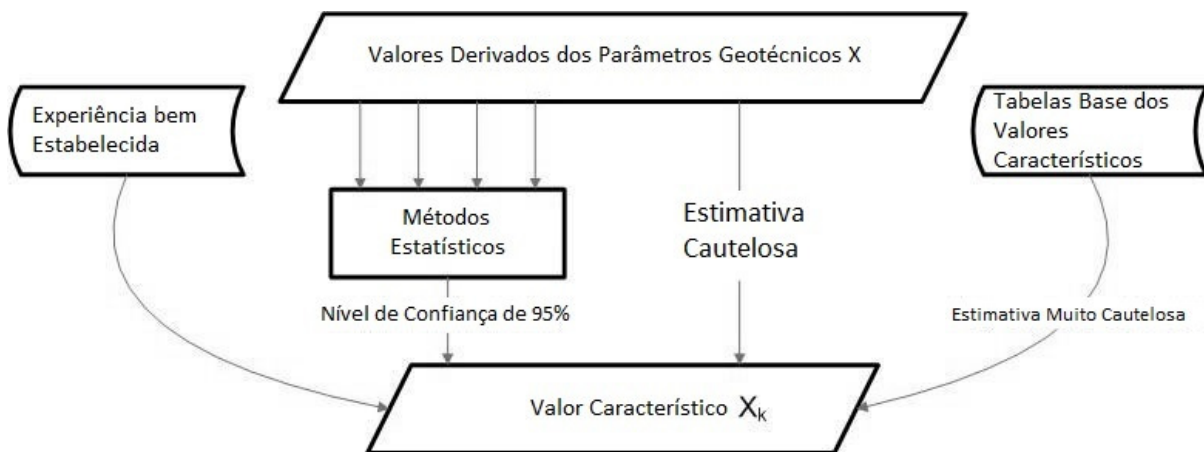 Valores Derivados dos Parâmetros Geotécnicos X
Experiência bem
Estabelecida
Tabelas Base dos
Valores
Característicos
Métodos
Estatísticos
Estimativa
Cautelosa
Nível de Confiança de 95%
Estimativa Muito Cautelosa
Valor Característico Xk